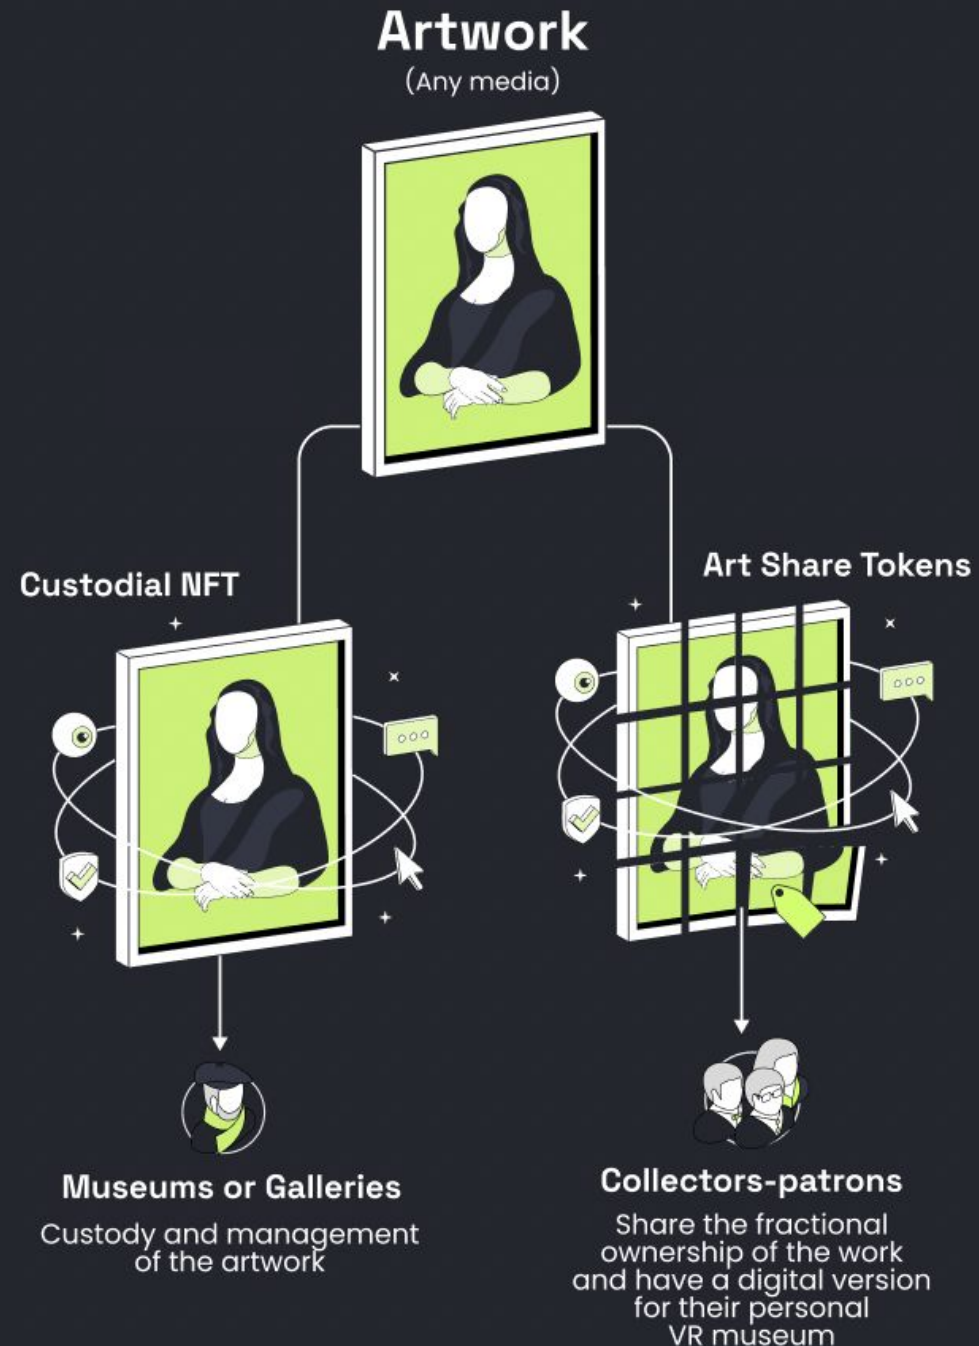 Artwork
(Any media)
Custodial NFT
Art Share Tokens
Museums or Galleries
Custody and management
of the artwork
Collectors-patrons
Share the fractional
ownership of the work
and have a digital version
for their personal
VR museum